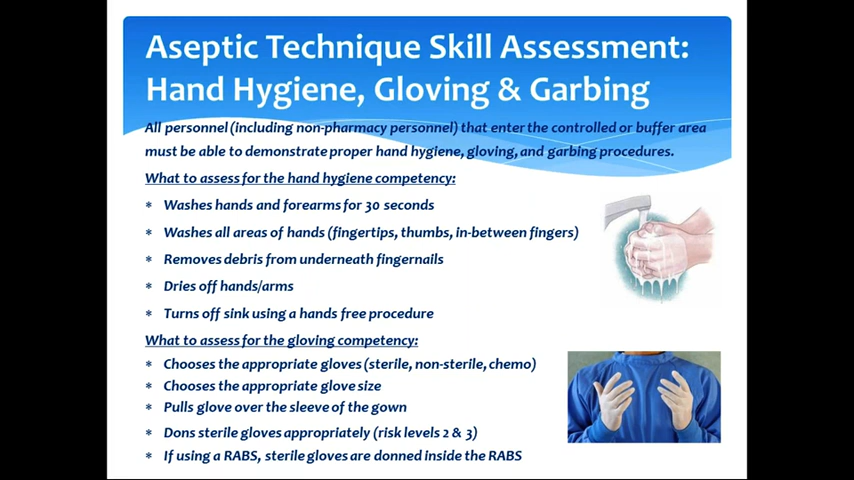 Aseptic Technique Skill Assessment:
Hand Hygiene, Gloving & Garbing
All personnel (including non-pharmacy personnel) that enter the controlled or buffer area
must be able to demonstrate proper hand hygiene, gloving, and garbing procedures.
What to assess for the hand hygiene competency:
* Washes hands and forearms for 30 seconds
* Washes all areas of hands (fingertips, thumbs, in-between fingers)
* Removes debris from underneath fingernails
* Dries off hands/arms
* Turns off sink using a hands free procedure
What to assess for the gloving competency:
* Chooses the appropriate gloves (sterile, non-sterile, chemo)
* Chooses the appropriate glove size
* Pulls glove over the sleeve of the gown
* Dons sterile gloves appropriately (risk levels 2 & 3)
* If using a RABS, sterile gloves are donned inside the RABS